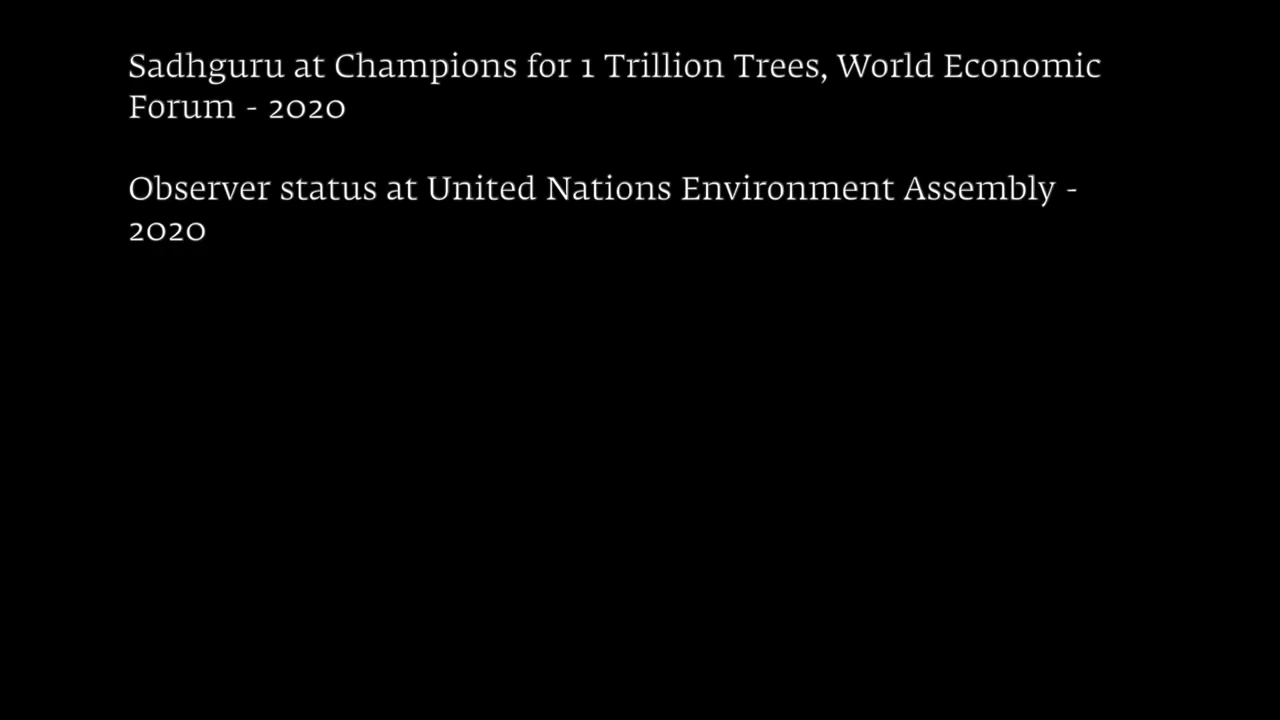 Sadhguru at Champions for 1 Trillion Trees, World Economic
Forum - 2020
Observer status at United Nations Environment Assembly -
2020